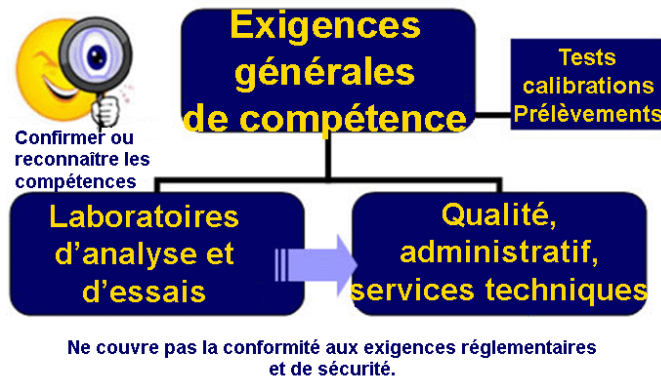 Exigences
générales
de compétence
Tests
calibrations
Prélèvements
Confirmer ou
reconnaître les
compétences
Laboratoires
d'analyse et
d'essais
Qualité,
administratif,
services techniques
Ne couvre pas la conformité aux exigences réglementaires
et de sécurité.